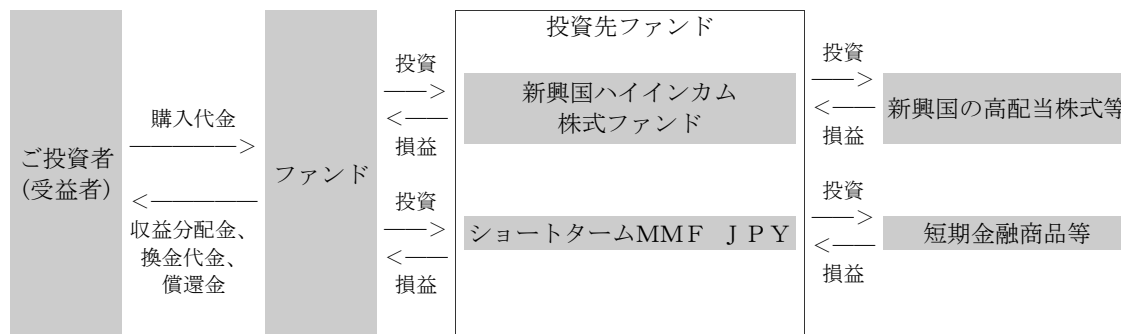 ご投資者
(受益者)
購入代金
―――――>
<―――――
収益分配金、
換金代金、
償還金
ファンド
投資
――>
<――
損益
投資
――>
<――
損益
投資先ファンド
新興国ハイインカム
株式ファンド
ショートタームＭＭＦ　ＪＰＹ
投資
――>
<――
損益
投資
――>
<――
損益
新興国の高配当株式等
短期金融商品等